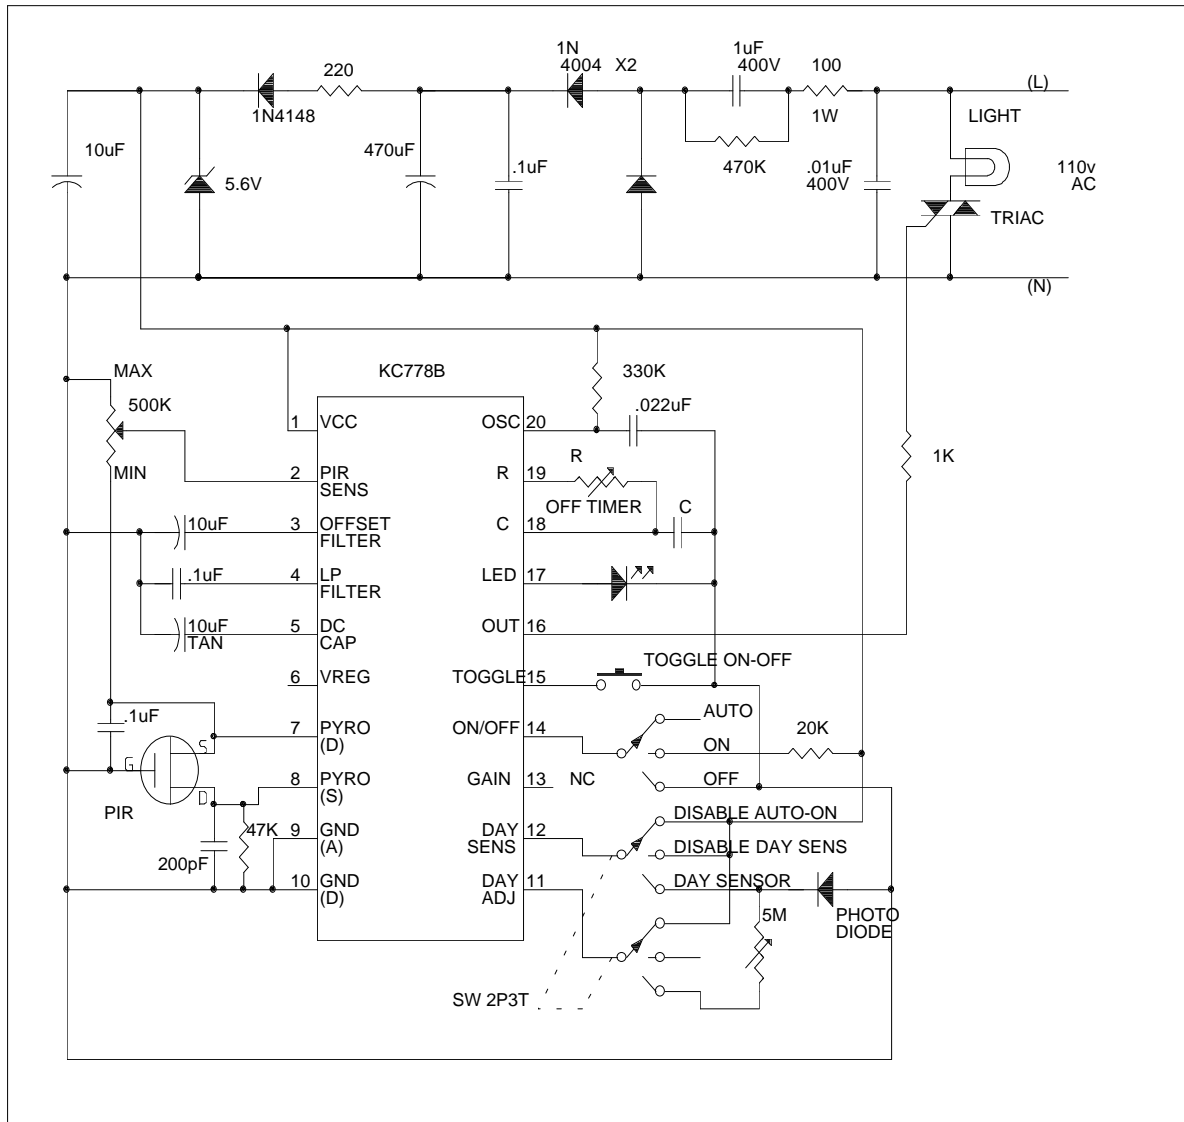 1N
4004 X2
1uF
400V
220
100
(L)
1N4148
1W
LIGHT
10uF
470uF
.1uF
470K
.01uF
400V
110v
AC
5.6V
TRIAC
(N)
MAX
KC778B
330K
500K
.022uF
1 VCC
OSC 20
1K
MIN
2 PIR
SENS
R 19
R
OFF TIMER
10uF
3 OFFSET
FILTER
C 18
C
.1uF
4 LP
FILTER
LED 17
10uF
TAN
5 DC
CAP
OUT 16
6 VREG
TOGGLE 15
TOGGLE ON-OFF
.1uF
7 PYRO
(D)
ON/OFF 14
AUTO
20K
S
G
ON
8 PYRO
(S)
GAIN 13
NC
OFF
D
PIR
47K
9 GND
(A)
DAY
SENS
12
DISABLE AUTO-ON
200pF
DISABLE DAY SENS
10 GND
(D)
DAY
ADJ
11
DAY SENSOR
5M
PHOTO
DIODE
SW 2P3T